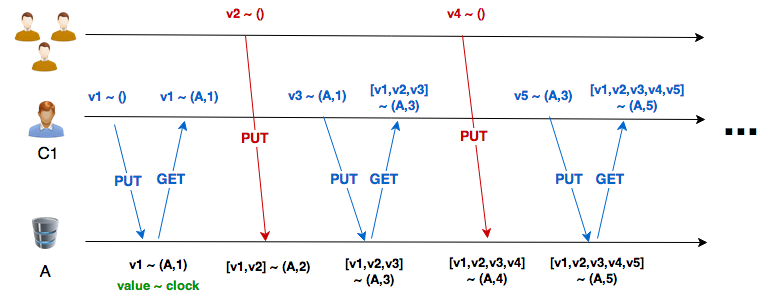 v2 ~ ()
v4 ~ ()
v1 ~ ()
v1 ~ (A,1)
v3 ~ (A,1)
[v1,v2,v3]
~ (A,3)
v5 ~ (A,3)
[v1,v2,v3,v4,v5]
~ (A,5)
C1
PUT
PUT
PUT
GET
PUT
GET
PUT
GET
A
v1 ~ (A,1)
value ~ clock
[v1,v2] ~ (A,2)
[v1,v2,v3]
~ (A,3)
[v1,v2,v3,v4]
~ (A,4)
[v1,v2,v3,v4,v5]
~ (A,5)